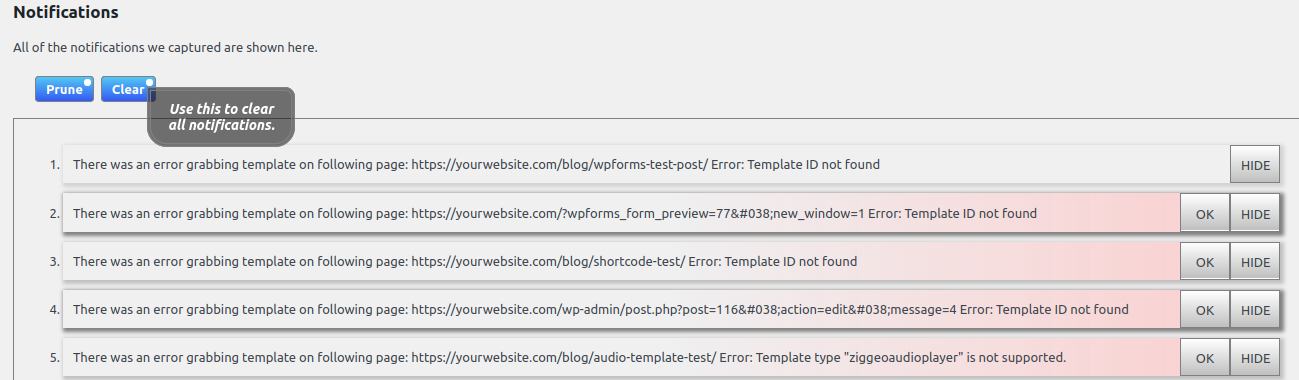 Notifications
All of the notifications we captured are shown here.
Prune Clear
Use this to clear
all notifications.
1. There was an error grabbing template on following page: https://yourwebsite.com/blog/wpforms-test-post/ Error: Template ID not found HIDE
2. There was an error grabbing template on following page: https://yourwebsite.com/?wpforms_form_preview=77&#038;new_window=1 Error: Template ID not found OK HIDE
3. There was an error grabbing template on following page: https://yourwebsite.com/blog/shortcode-test/ Error: Template ID not found OK HIDE
4. There was an error grabbing template on following page: https://yourwebsite.com/wp-admin/post.php?post=116&#038;action=edit&#038;message=4 Error: Template ID not found OK HIDE
5. There was an error grabbing template on following page: https://yourwebsite.com/blog/audio-template-test/ Error: Template type "ziggeoaudioplayer" is not supported. OK HIDE